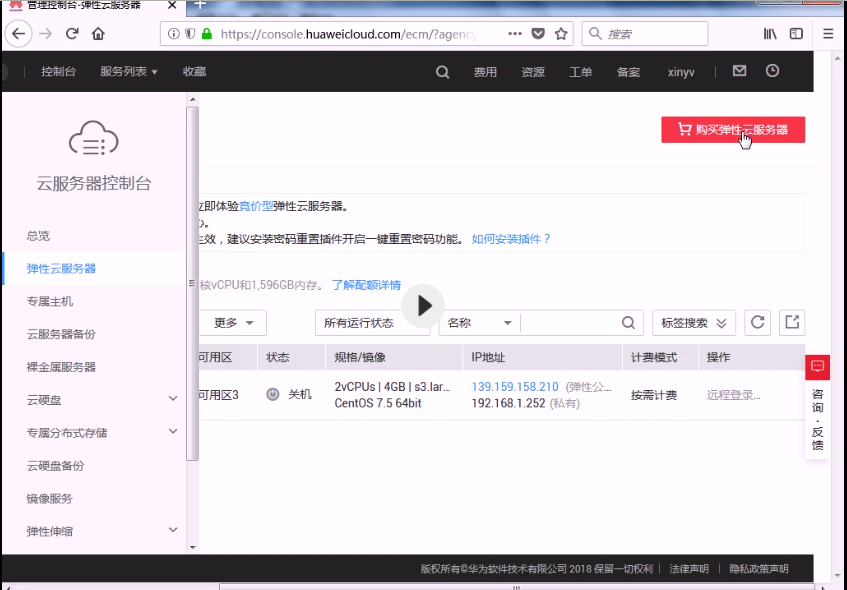 管理控制台-弹性云服务器
https://console.huaweicloud.com/ecm/?agency
搜索
控制台 服务列表 收藏 费用 资源 工单 备案 xinyv
购买弹性云服务器
云服务器控制台
总览
弹性云服务器
专属主机
云服务器备份
裸金属服务器
云硬盘
专属分布式存储
云硬盘备份
镜像服务
弹性伸缩
立即体验竞价型弹性云服务器。
心。
生效，建议安装密码重置插件开启一键重置密码功能。 如何安装插件？
核vCPU和1,596GB内存。 了解配额详情
更多 所有运行状态 名称 标签搜索
可用区 状态 规格/镜像 IP地址 计费模式 操作
可用区3 关机 2vCPUs | 4GB | s3.lar... 139.159.158.210 (弹性公... 按需计费 远程登录...
CentOS 7.5 64bit 192.168.1.252 (私有)
咨询·反馈
版权所有©华为软件技术有限公司 2018 保留一切权利 | 法律声明 | 隐私政策声明